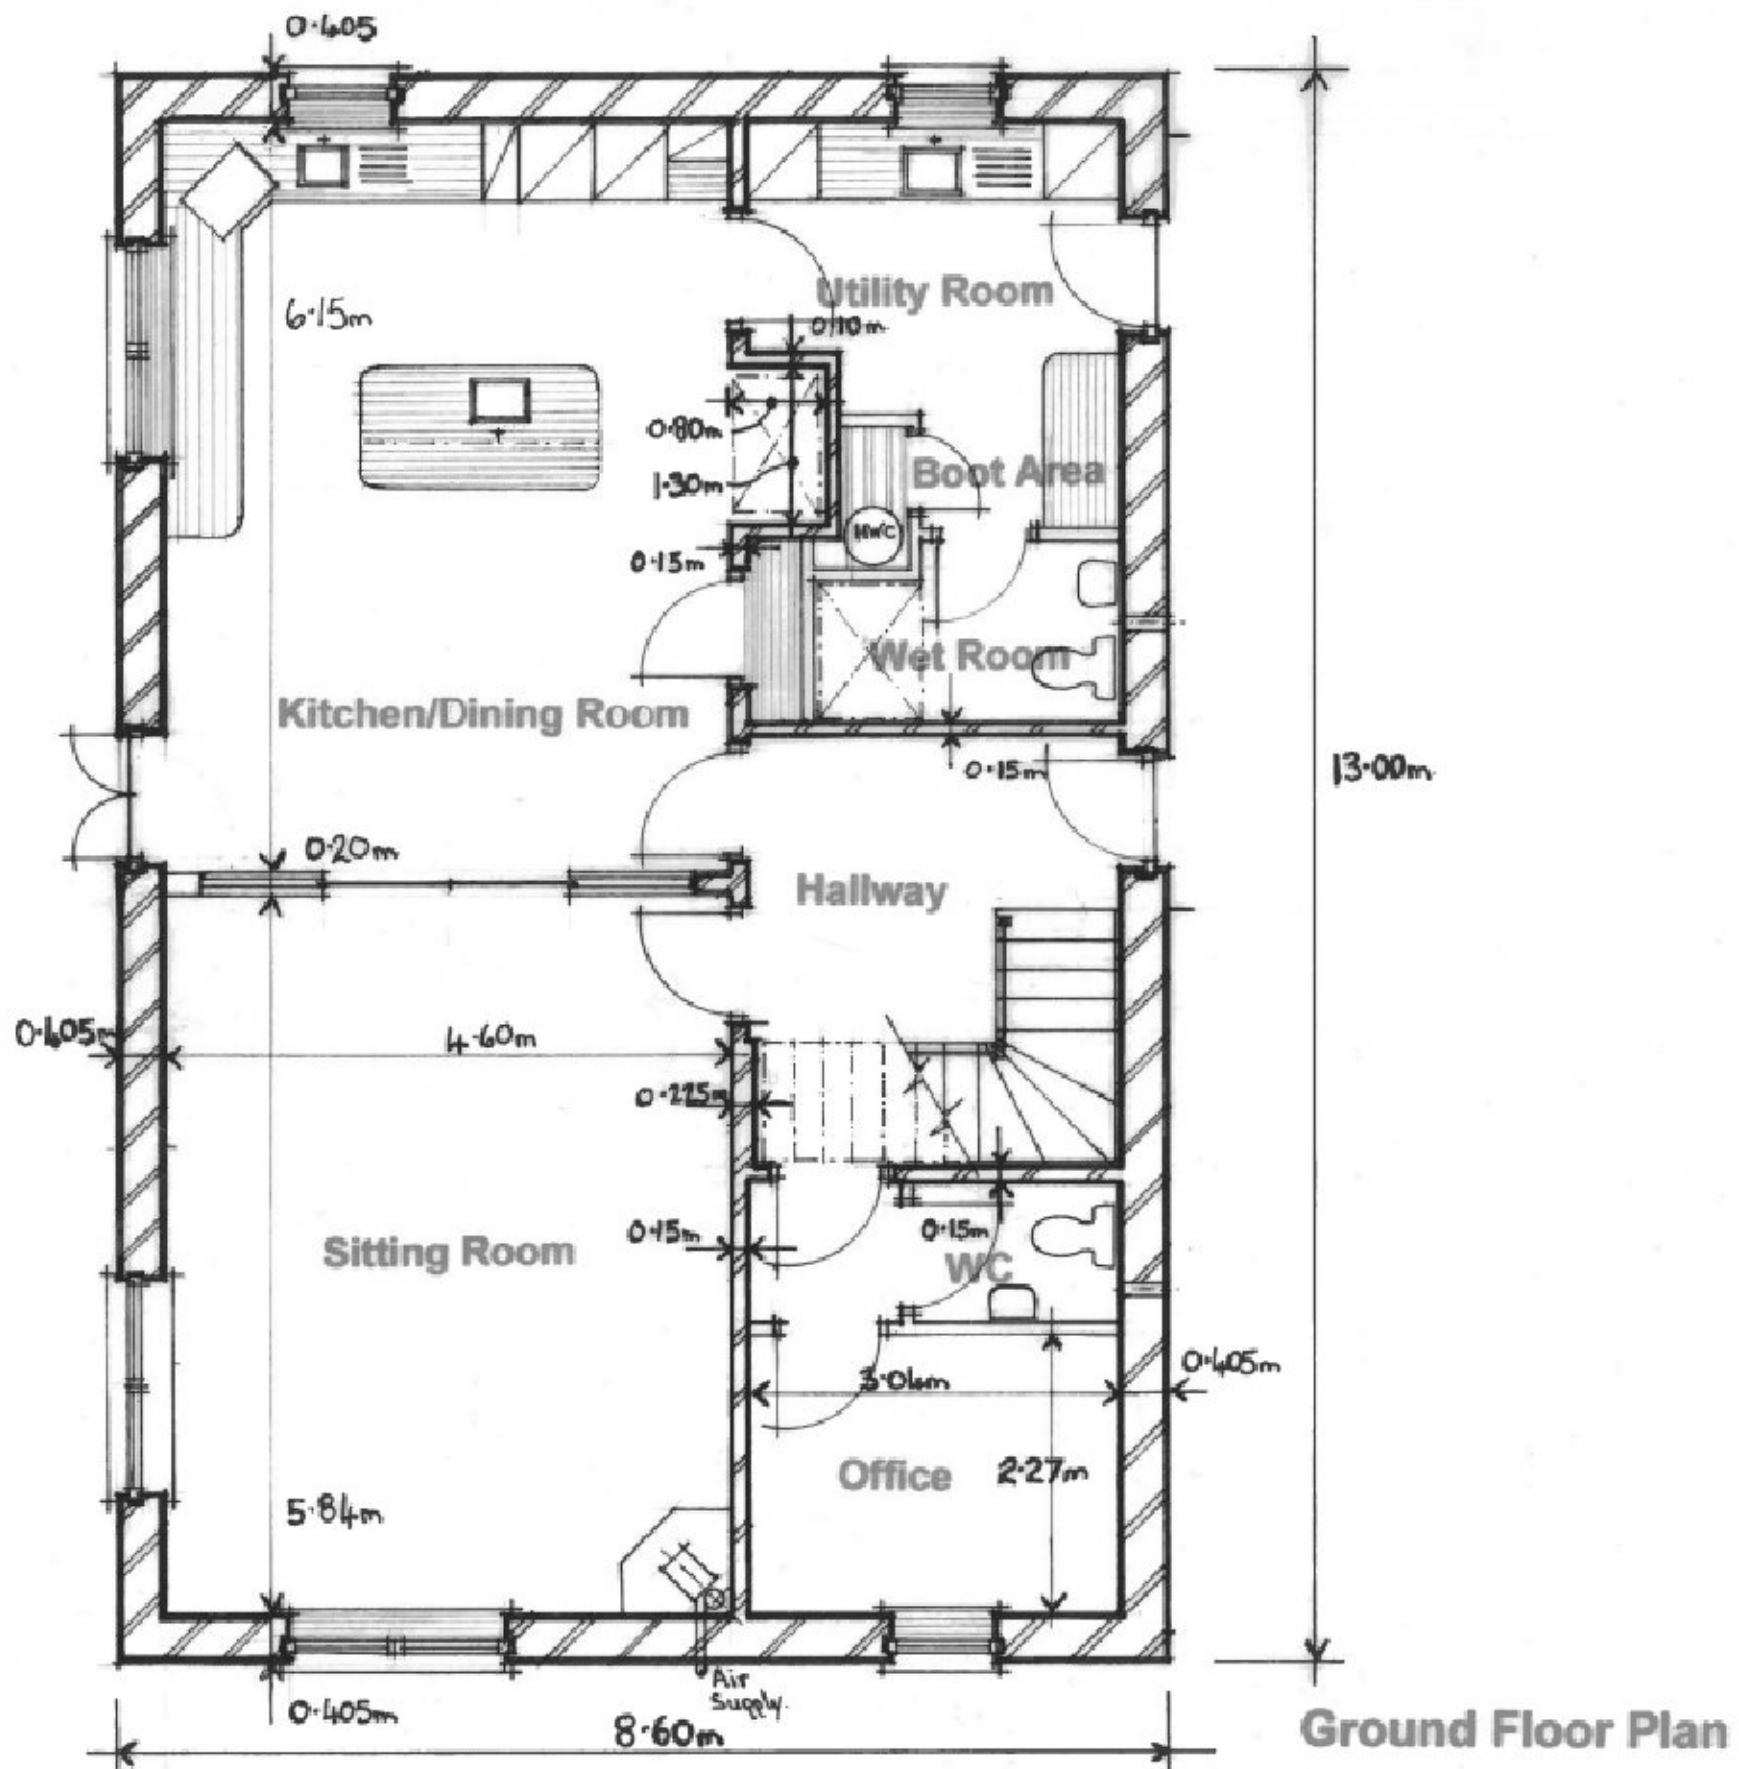 0.405
6.15m
Utility Room
0.10m
0.80m
Boot Area
1.30m
HWC
0.15m
Wet Room
Kitchen/Dining Room
0.15m
13.00m
0.20m
Hallway
0.405m
4.60m
0.225m
0.15m
0.15m
Sitting Room
WC
0.405m
3.04m
Office
2.27m
5.84m
Air
Supply.
0.405m
8.60m
Ground Floor Plan